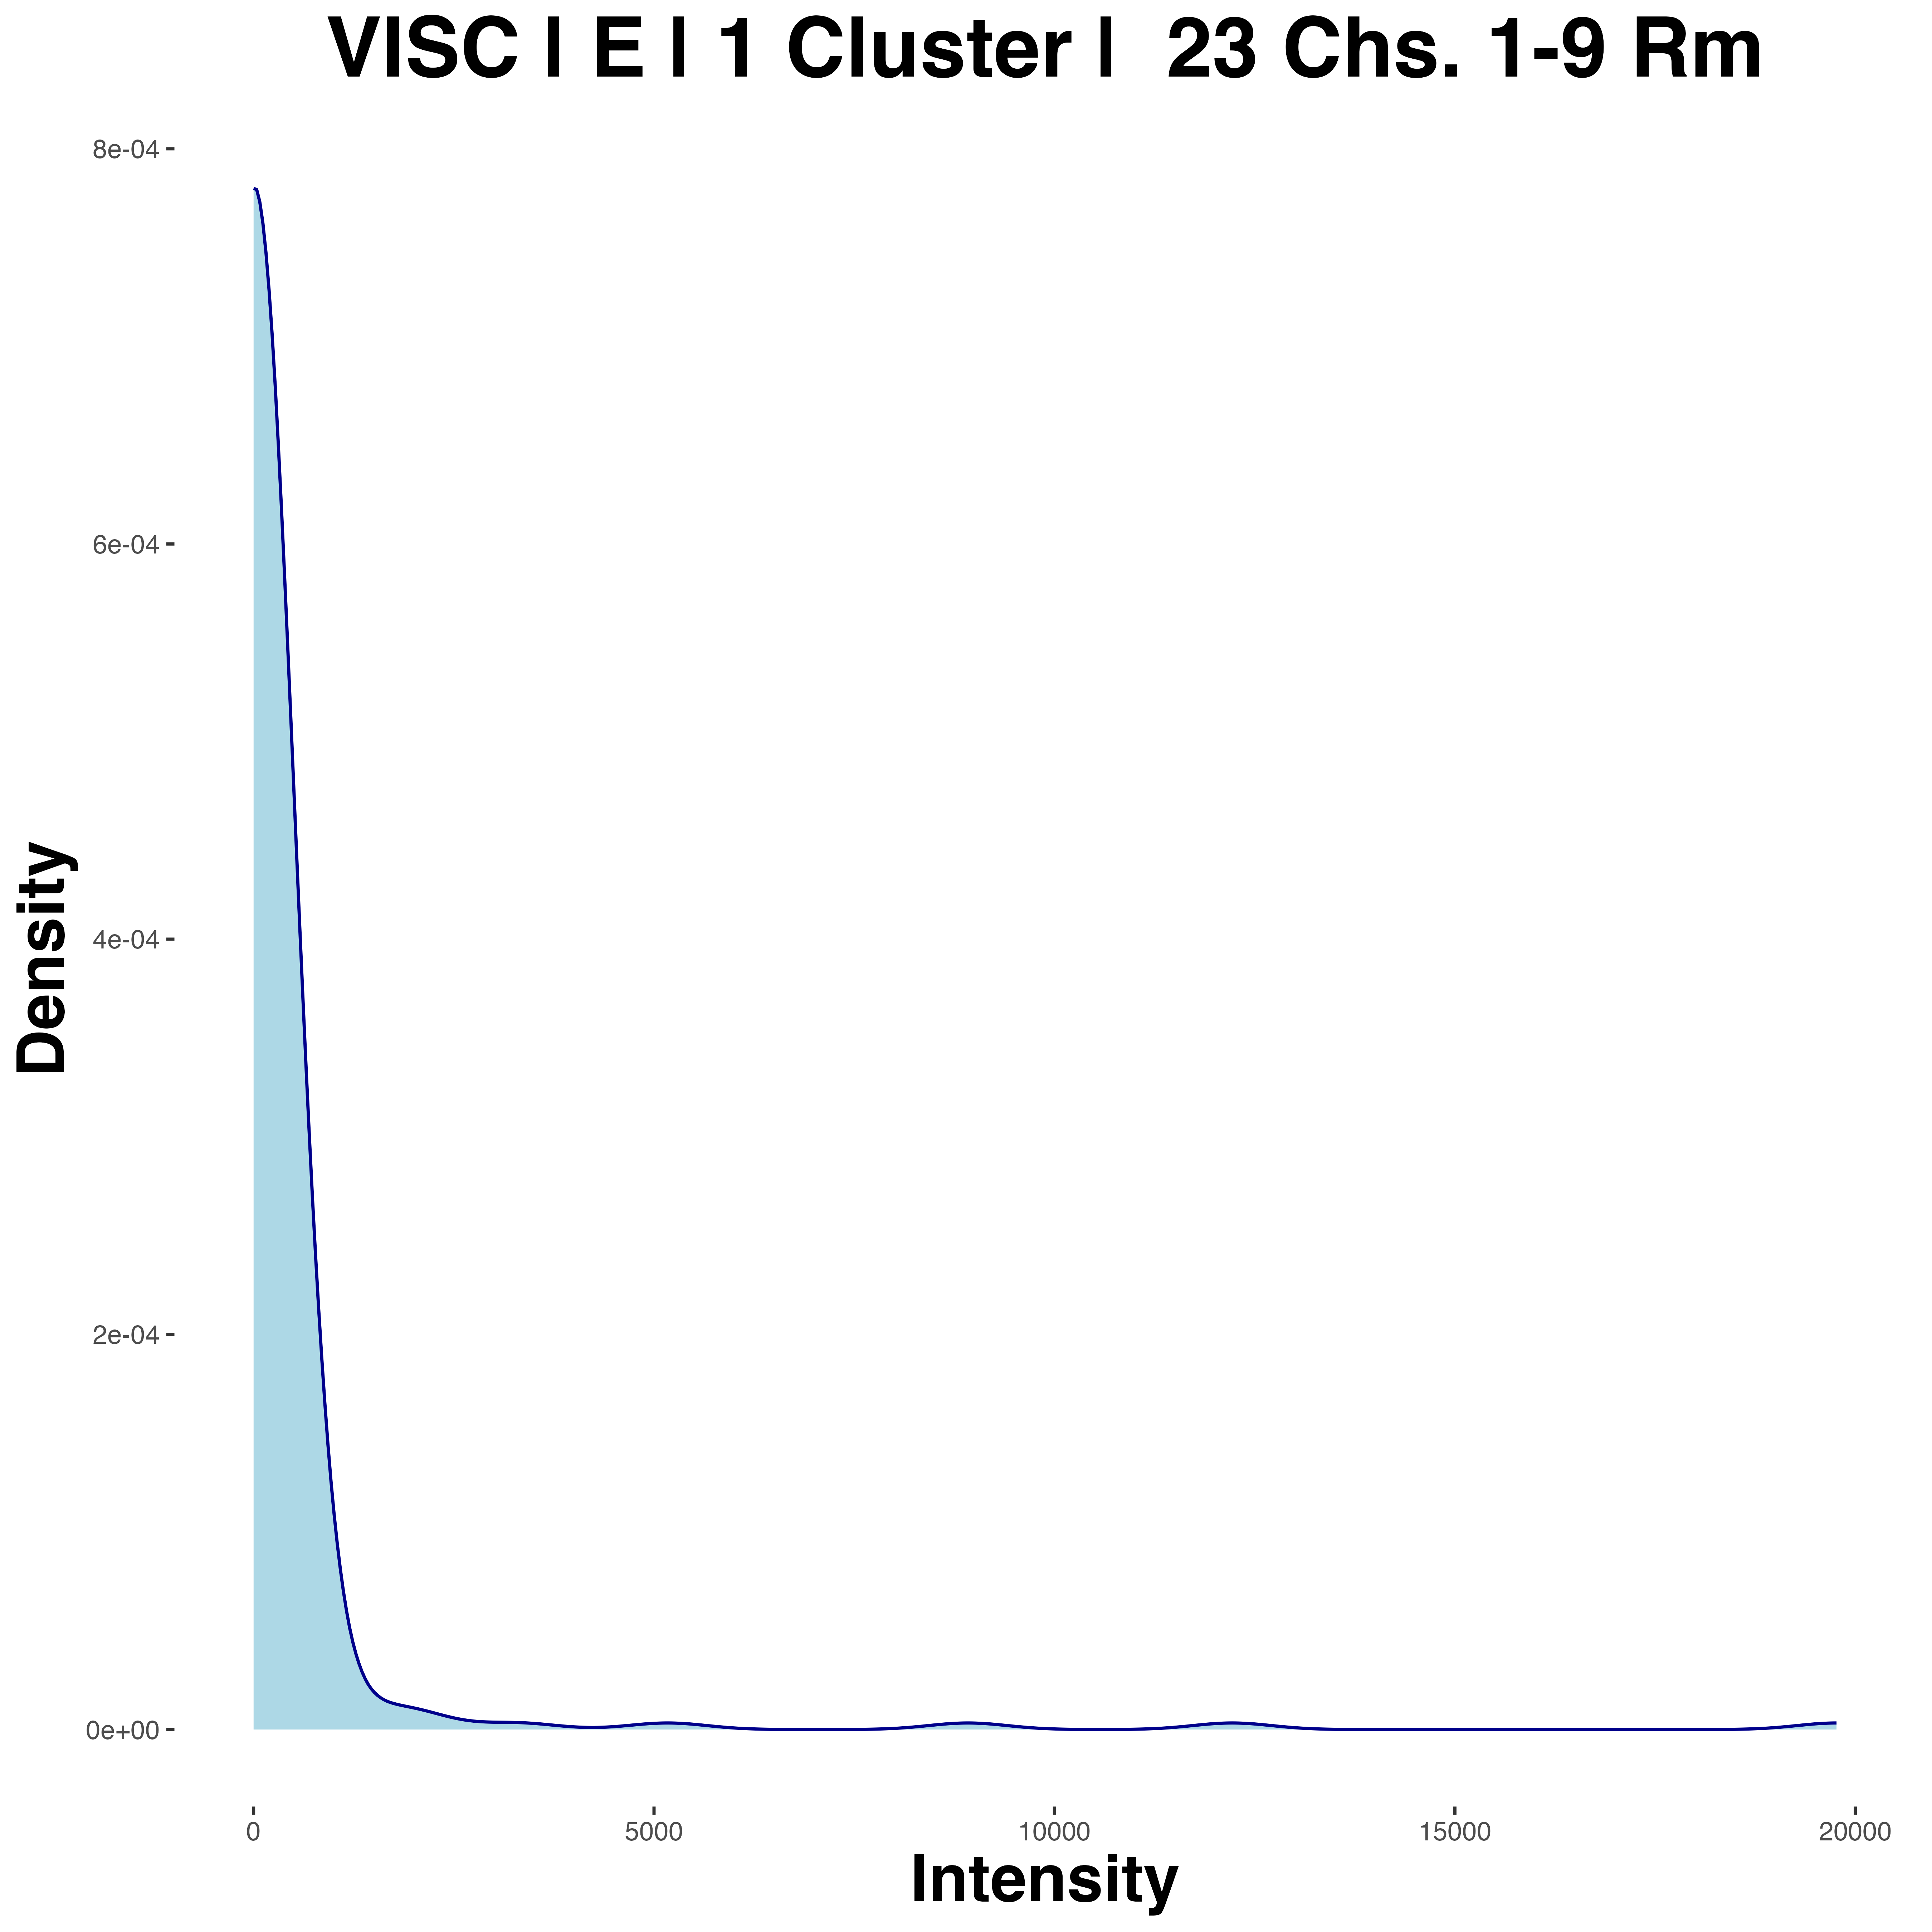 VISC | E | 1 Cluster |  23 Chs. 1-9 Rm
8e-04
6e-04
4e-04
2e-04
0e+00
Density
0 5000 10000 15000 20000
Intensity